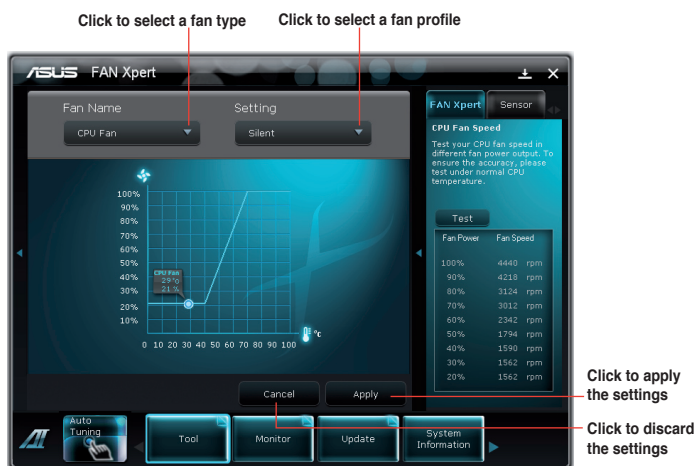 Click to select a fan type
Click to select a fan profile
ASUS FAN Xpert
Fan Name
Setting
CPU Fan
Silent
100%
90%
80%
70%
60%
50%
40%
30%
20%
10%
CPU Fan
29°c
21 %
0 10 20 30 40 50 60 70 80 90 100
°c
Cancel
Apply
FAN Xpert
Sensor
CPU Fan Speed
Test your CPU fan speed in
different fan power output. To
ensure the accuracy, please
test under normal CPU
temperature.
Test
Fan Power Fan Speed
100% 4440 rpm
90% 4218 rpm
80% 3124 rpm
70% 3012 rpm
60% 2342 rpm
50% 1794 rpm
40% 1590 rpm
30% 1562 rpm
20% 1562 rpm
Click to apply
the settings
Click to discard
the settings
AI
Auto
Tuning
Tool
Monitor
Update
System
Information